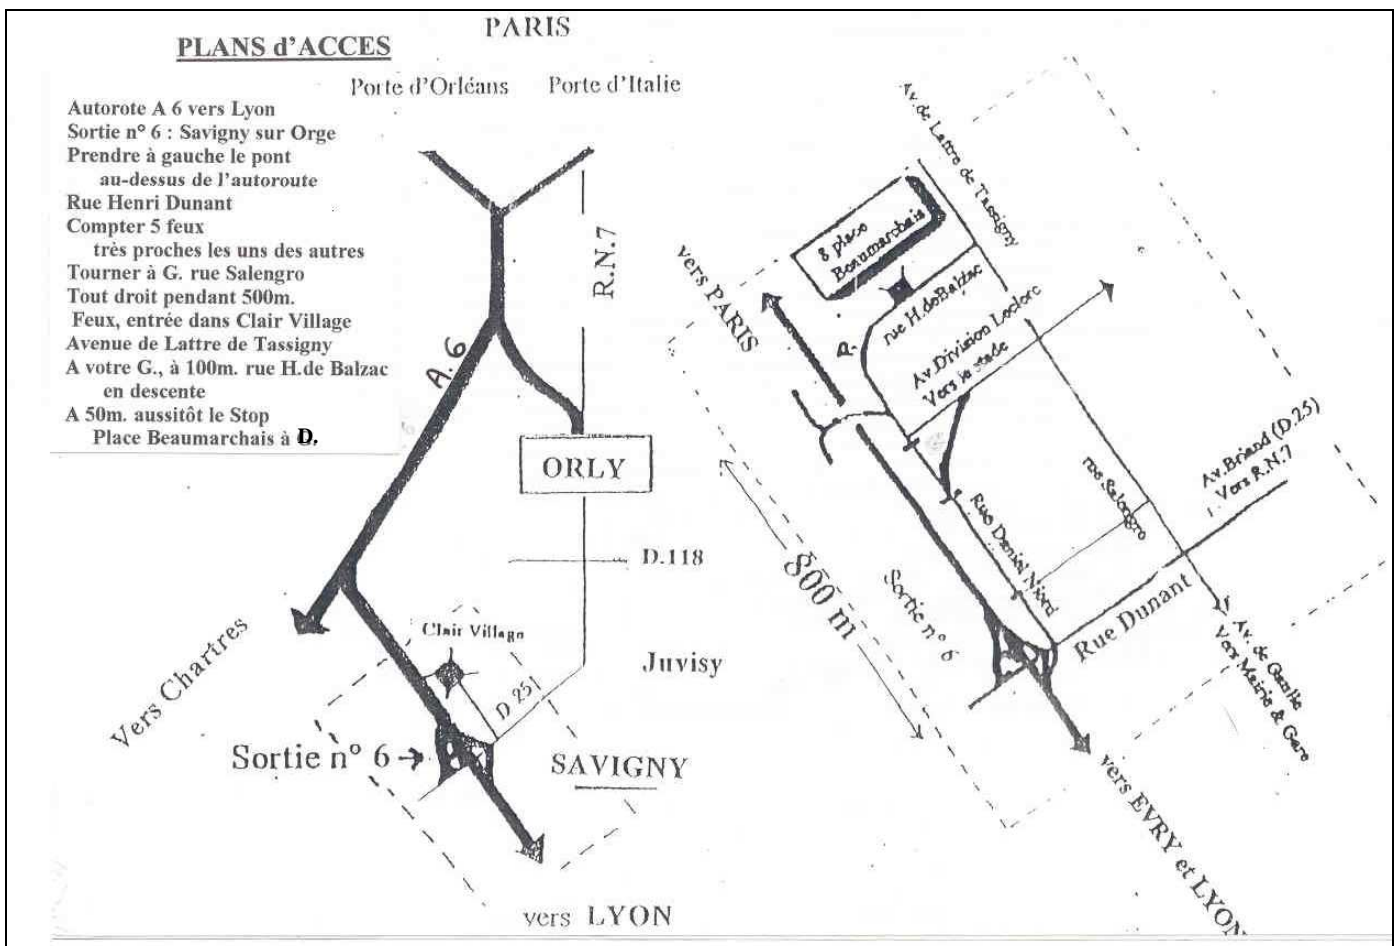 PLANS d'ACCES
Autorote A 6 vers Lyon
Sortie n° 6 : Savigny sur Orge
Prendre à gauche le pont
au-dessus de l'autoroute
Rue Henri Dunant
Compter 5 feux
très proches les uns des autres
Tourner à G. rue Salengro
Tout droit pendant 500m.
Feux, entrée dans Clair Village
Avenue de Lattre de Tassigny
A votre G., à 100m. rue H.de Balzac
en descente
A 50m. aussitôt le Stop
Place Beaumarchais à D.
PARIS
Porte d'Orléans
Porte d'Italie
R.N.7
A.6
ORLY
D.118
Vers Chartres
Clair Village
Juvisy
D 25
Sortie n° 6
SAVIGNY
vers LYON
Av.de Lattre de Tassigny
8 place
Beaumarchais
vers PARIS
rue H.deBalzac
P.
Av.Division Leclerc
Vers le stade
Av.Briand (D.25)
Vers R.N.7
rue Salengro
Rue Daniel Niord
800 m
Sortie n° 6
Rue Dunant
Av. de Gaulle
Vers Mairie & Gare
vers EVRY et LYON